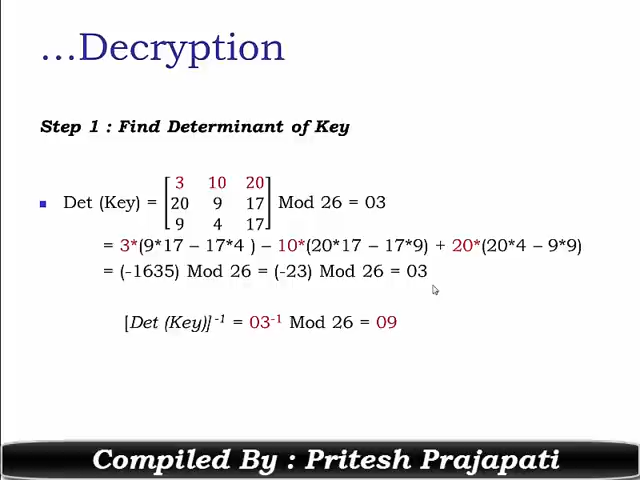 ...Decryption
Step 1 : Find Determinant of Key
3 10 20
Det (Key) = 20 9 17 Mod 26 = 03
9 4 17
= 3*(9*17 – 17*4 ) – 10*(20*17 – 17*9) + 20*(20*4 – 9*9)
= (-1635) Mod 26 = (-23) Mod 26 = 03
[Det (Key)]⁻¹ = 03⁻¹ Mod 26 = 09
Compiled By : Pritesh Prajapati